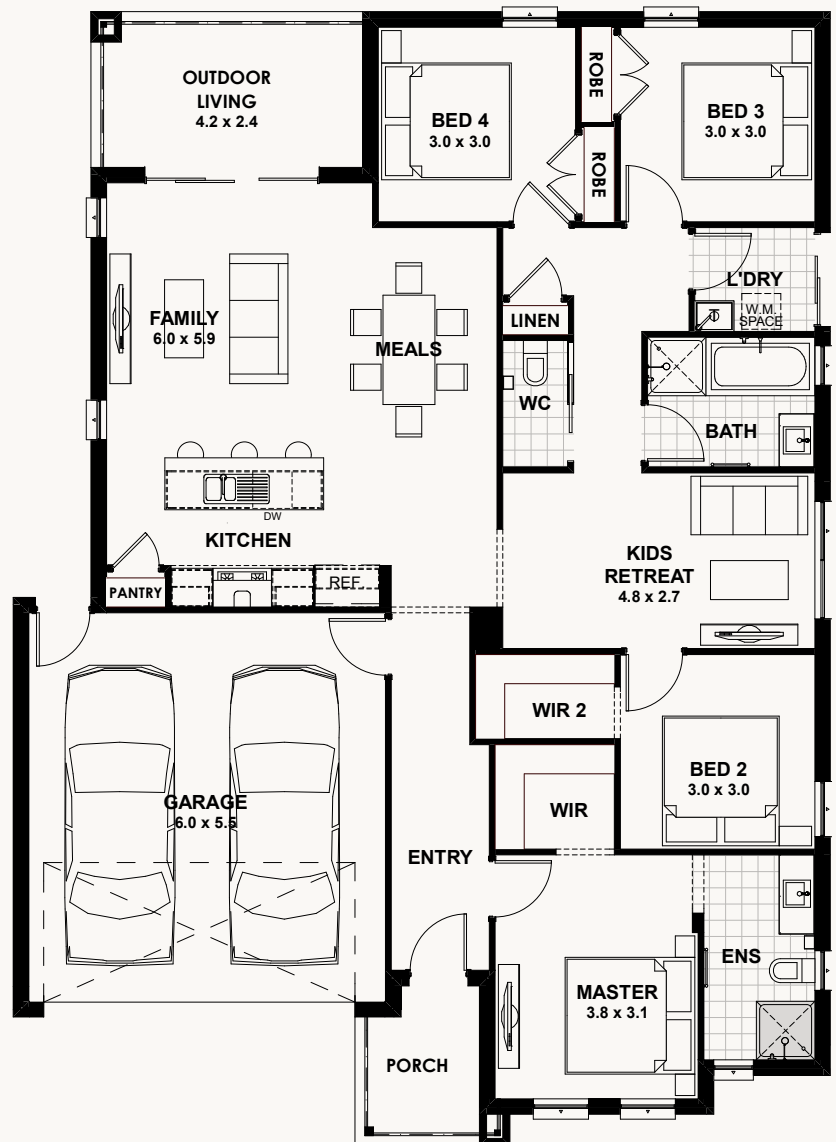 OUTDOOR
LIVING
4.2 x 2.4
BED 4
3.0 x 3.0
ROBE
ROBE
BED 3
3.0 x 3.0
L'DRY
W.M.
SPACE
FAMILY
6.0 x 5.9
MEALS
LINEN
WC
BATH
DW
KITCHEN
PANTRY
REF
KIDS
RETREAT
4.8 x 2.7
WIR 2
BED 2
3.0 x 3.0
WIR
GARAGE
6.0 x 5.5
ENTRY
ENS
MASTER
3.8 x 3.1
PORCH